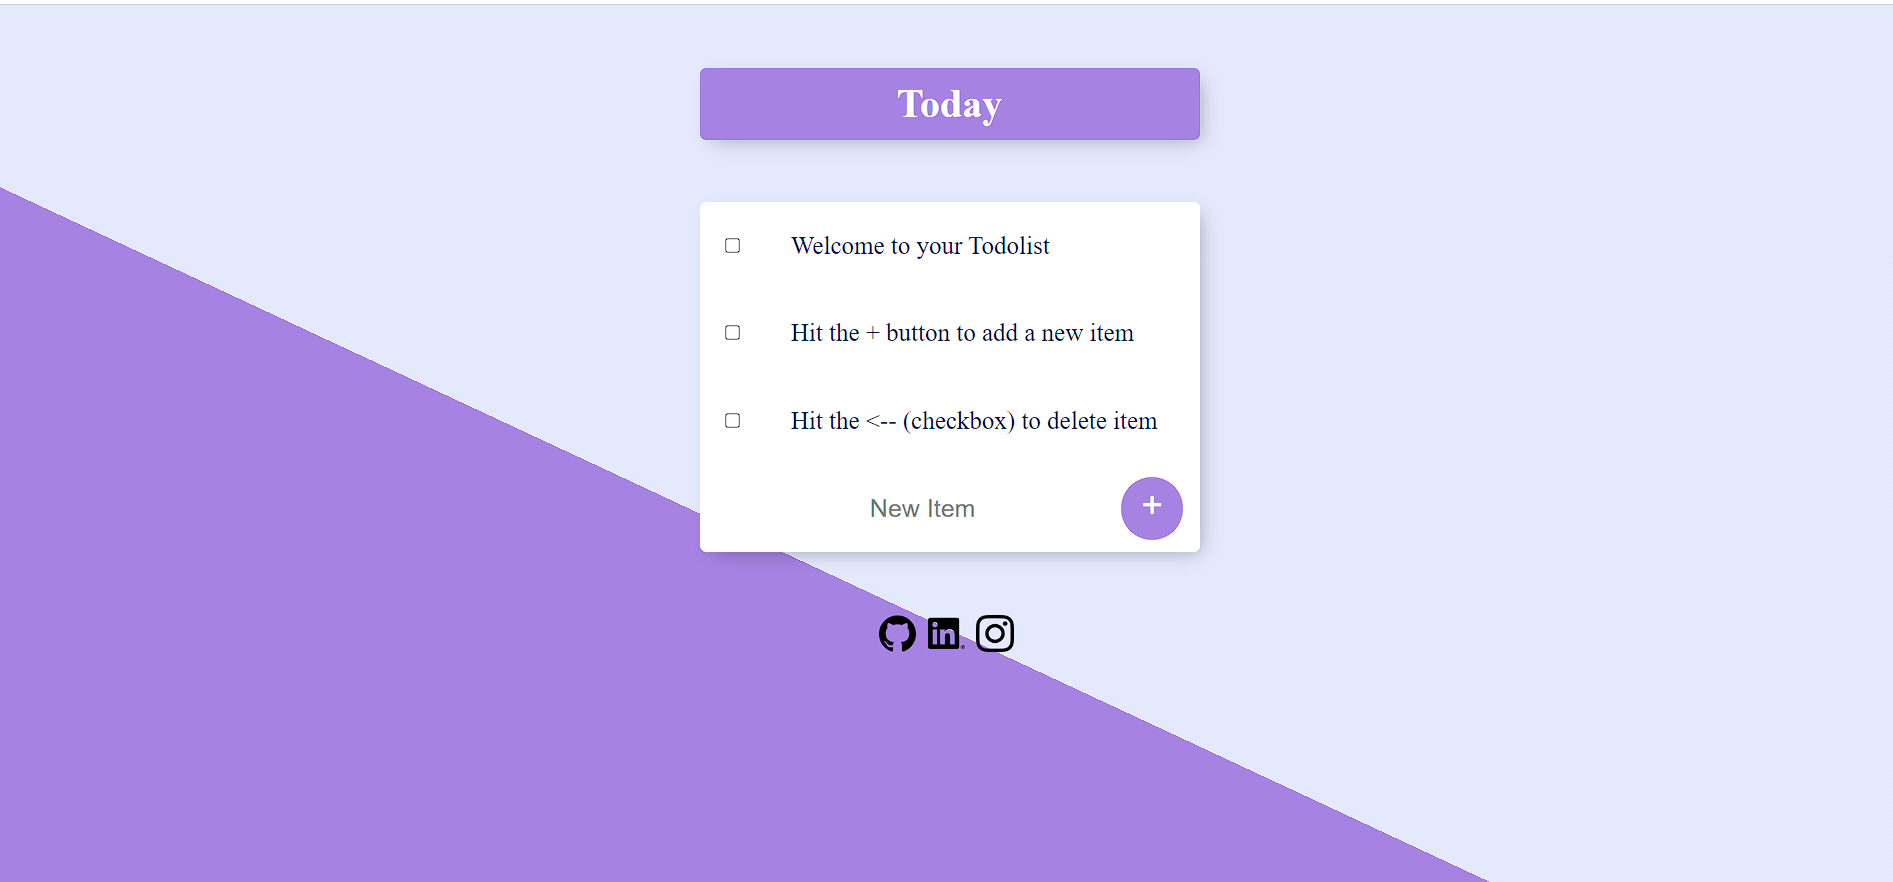 Today
Welcome to your Todolist
Hit the + button to add a new item
Hit the <-- (checkbox) to delete item
New Item
+
in